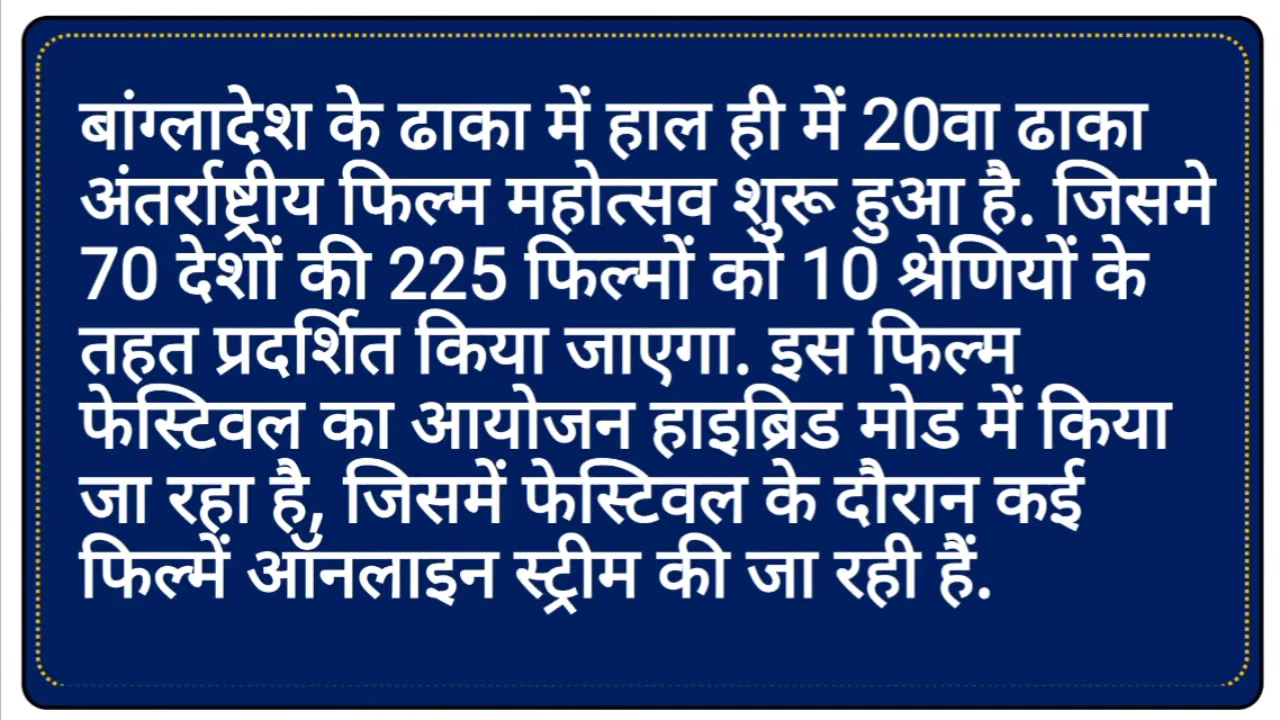 बांग्लादेश के ढाका में हाल ही में 20वा ढाका
अंतर्राष्ट्रीय फिल्म महोत्सव शुरू हुआ है. जिसमे
70 देशों की 225 फिल्मों को 10 श्रेणियों के
तहत प्रदर्शित किया जाएगा. इस फिल्म
फेस्टिवल का आयोजन हाइब्रिड मोड में किया
जा रहा है, जिसमें फेस्टिवल के दौरान कई
फिल्में ऑनलाइन स्ट्रीम की जा रही हैं.